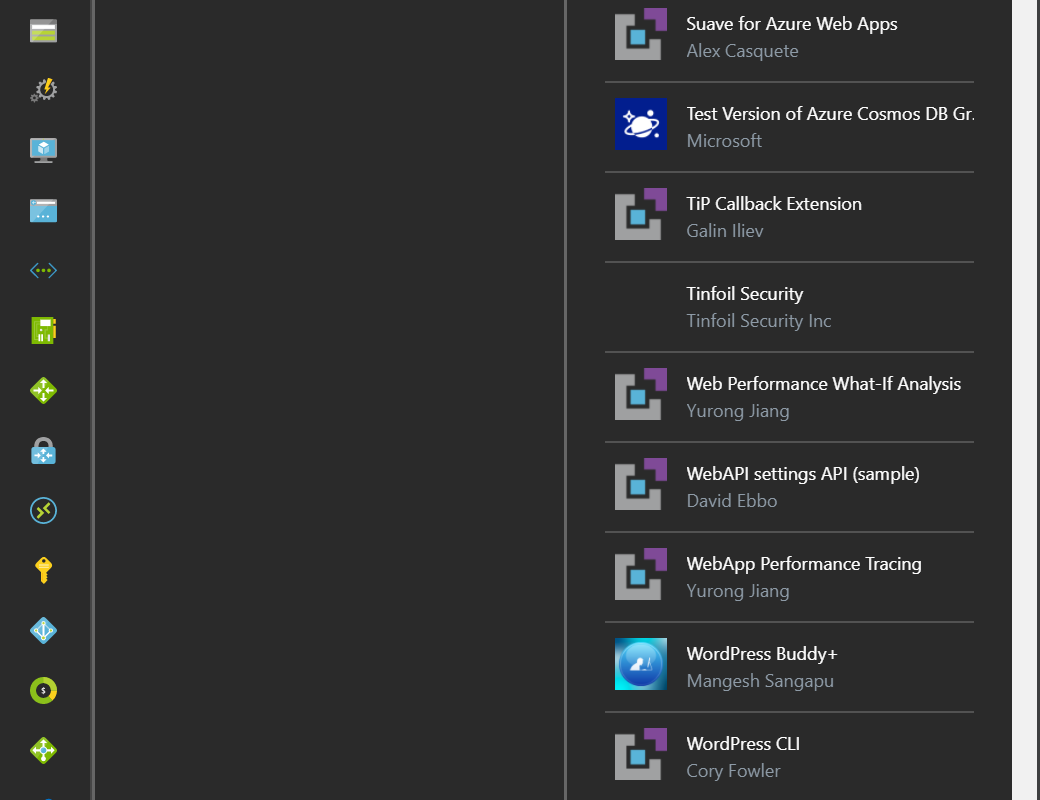 Suave for Azure Web Apps
Alex Casquete
Test Version of Azure Cosmos DB Gr.
Microsoft
TiP Callback Extension
Galin Iliev
Tinfoil Security
Tinfoil Security Inc
Web Performance What-If Analysis
Yurong Jiang
WebAPI settings API (sample)
David Ebbo
WebApp Performance Tracing
Yurong Jiang
WordPress Buddy+
Mangesh Sangapu
WordPress CLI
Cory Fowler